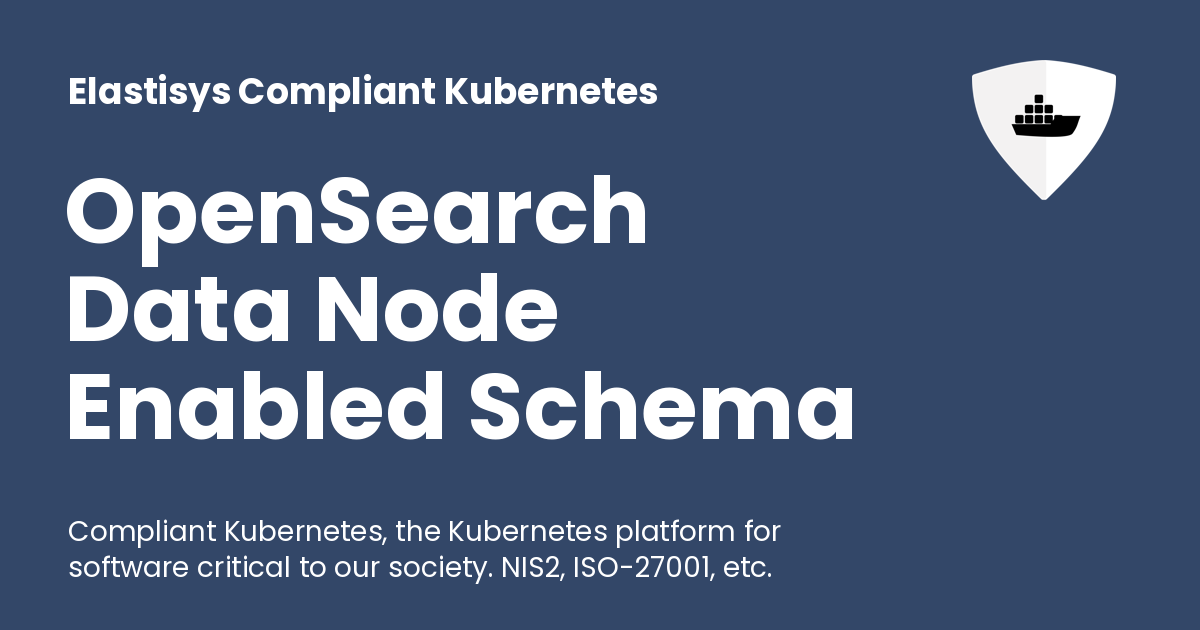 Elastisys Compliant Kubernetes
OpenSearch
Data Node
Enabled Schema
Compliant Kubernetes, the Kubernetes platform for
software critical to our society. NIS2, ISO-27001, etc.